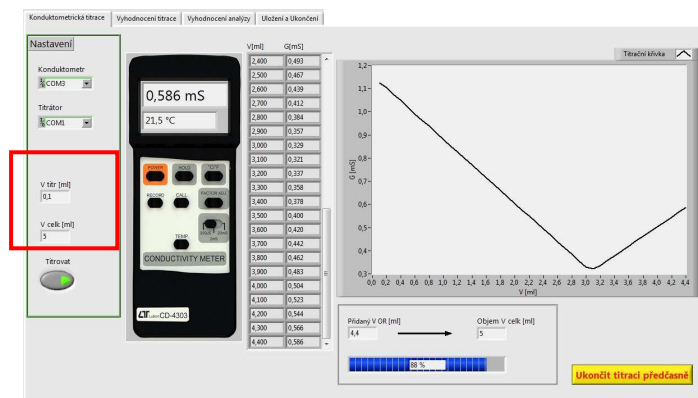 Konduktometrická titrace Vyhodnocení titrace Vyhodnocení analýzy Uložení a Ukončení
Nastavení
Konduktometr
COM3
Titrátor
COM1
V titr [ml]
0,1
V celk [ml]
5
Titrovat
0,586 mS
21,5 °C
POWER HOLD °C/°F
RECORD CALL FACTOR ADJ
TEMP.
200uS 20mS
2mS
CONDUCTIVITY METER
Lutron CD-4303
V[ml] G[mS]
2,400 0,493
2,500 0,467
2,600 0,439
2,700 0,412
2,800 0,384
2,900 0,357
3,000 0,329
3,100 0,321
3,200 0,337
3,300 0,358
3,400 0,378
3,500 0,400
3,600 0,420
3,700 0,442
3,800 0,462
3,900 0,483
4,000 0,504
4,100 0,523
4,200 0,544
4,300 0,566
4,400 0,586
Titrační křivka
G [mS]
1,2
1,1
1,0
0,9
0,8
0,7
0,6
0,5
0,4
0,3
0,0 0,2 0,4 0,6 0,8 1,0 1,2 1,4 1,6 1,8 2,0 2,2 2,4 2,6 2,8 3,0 3,2 3,4 3,6 3,8 4,0 4,2 4,4
V [ml]
Přidaný V OR [ml] Objem V celk [ml]
4,4 5
88 %
Ukončit titraci předčasně